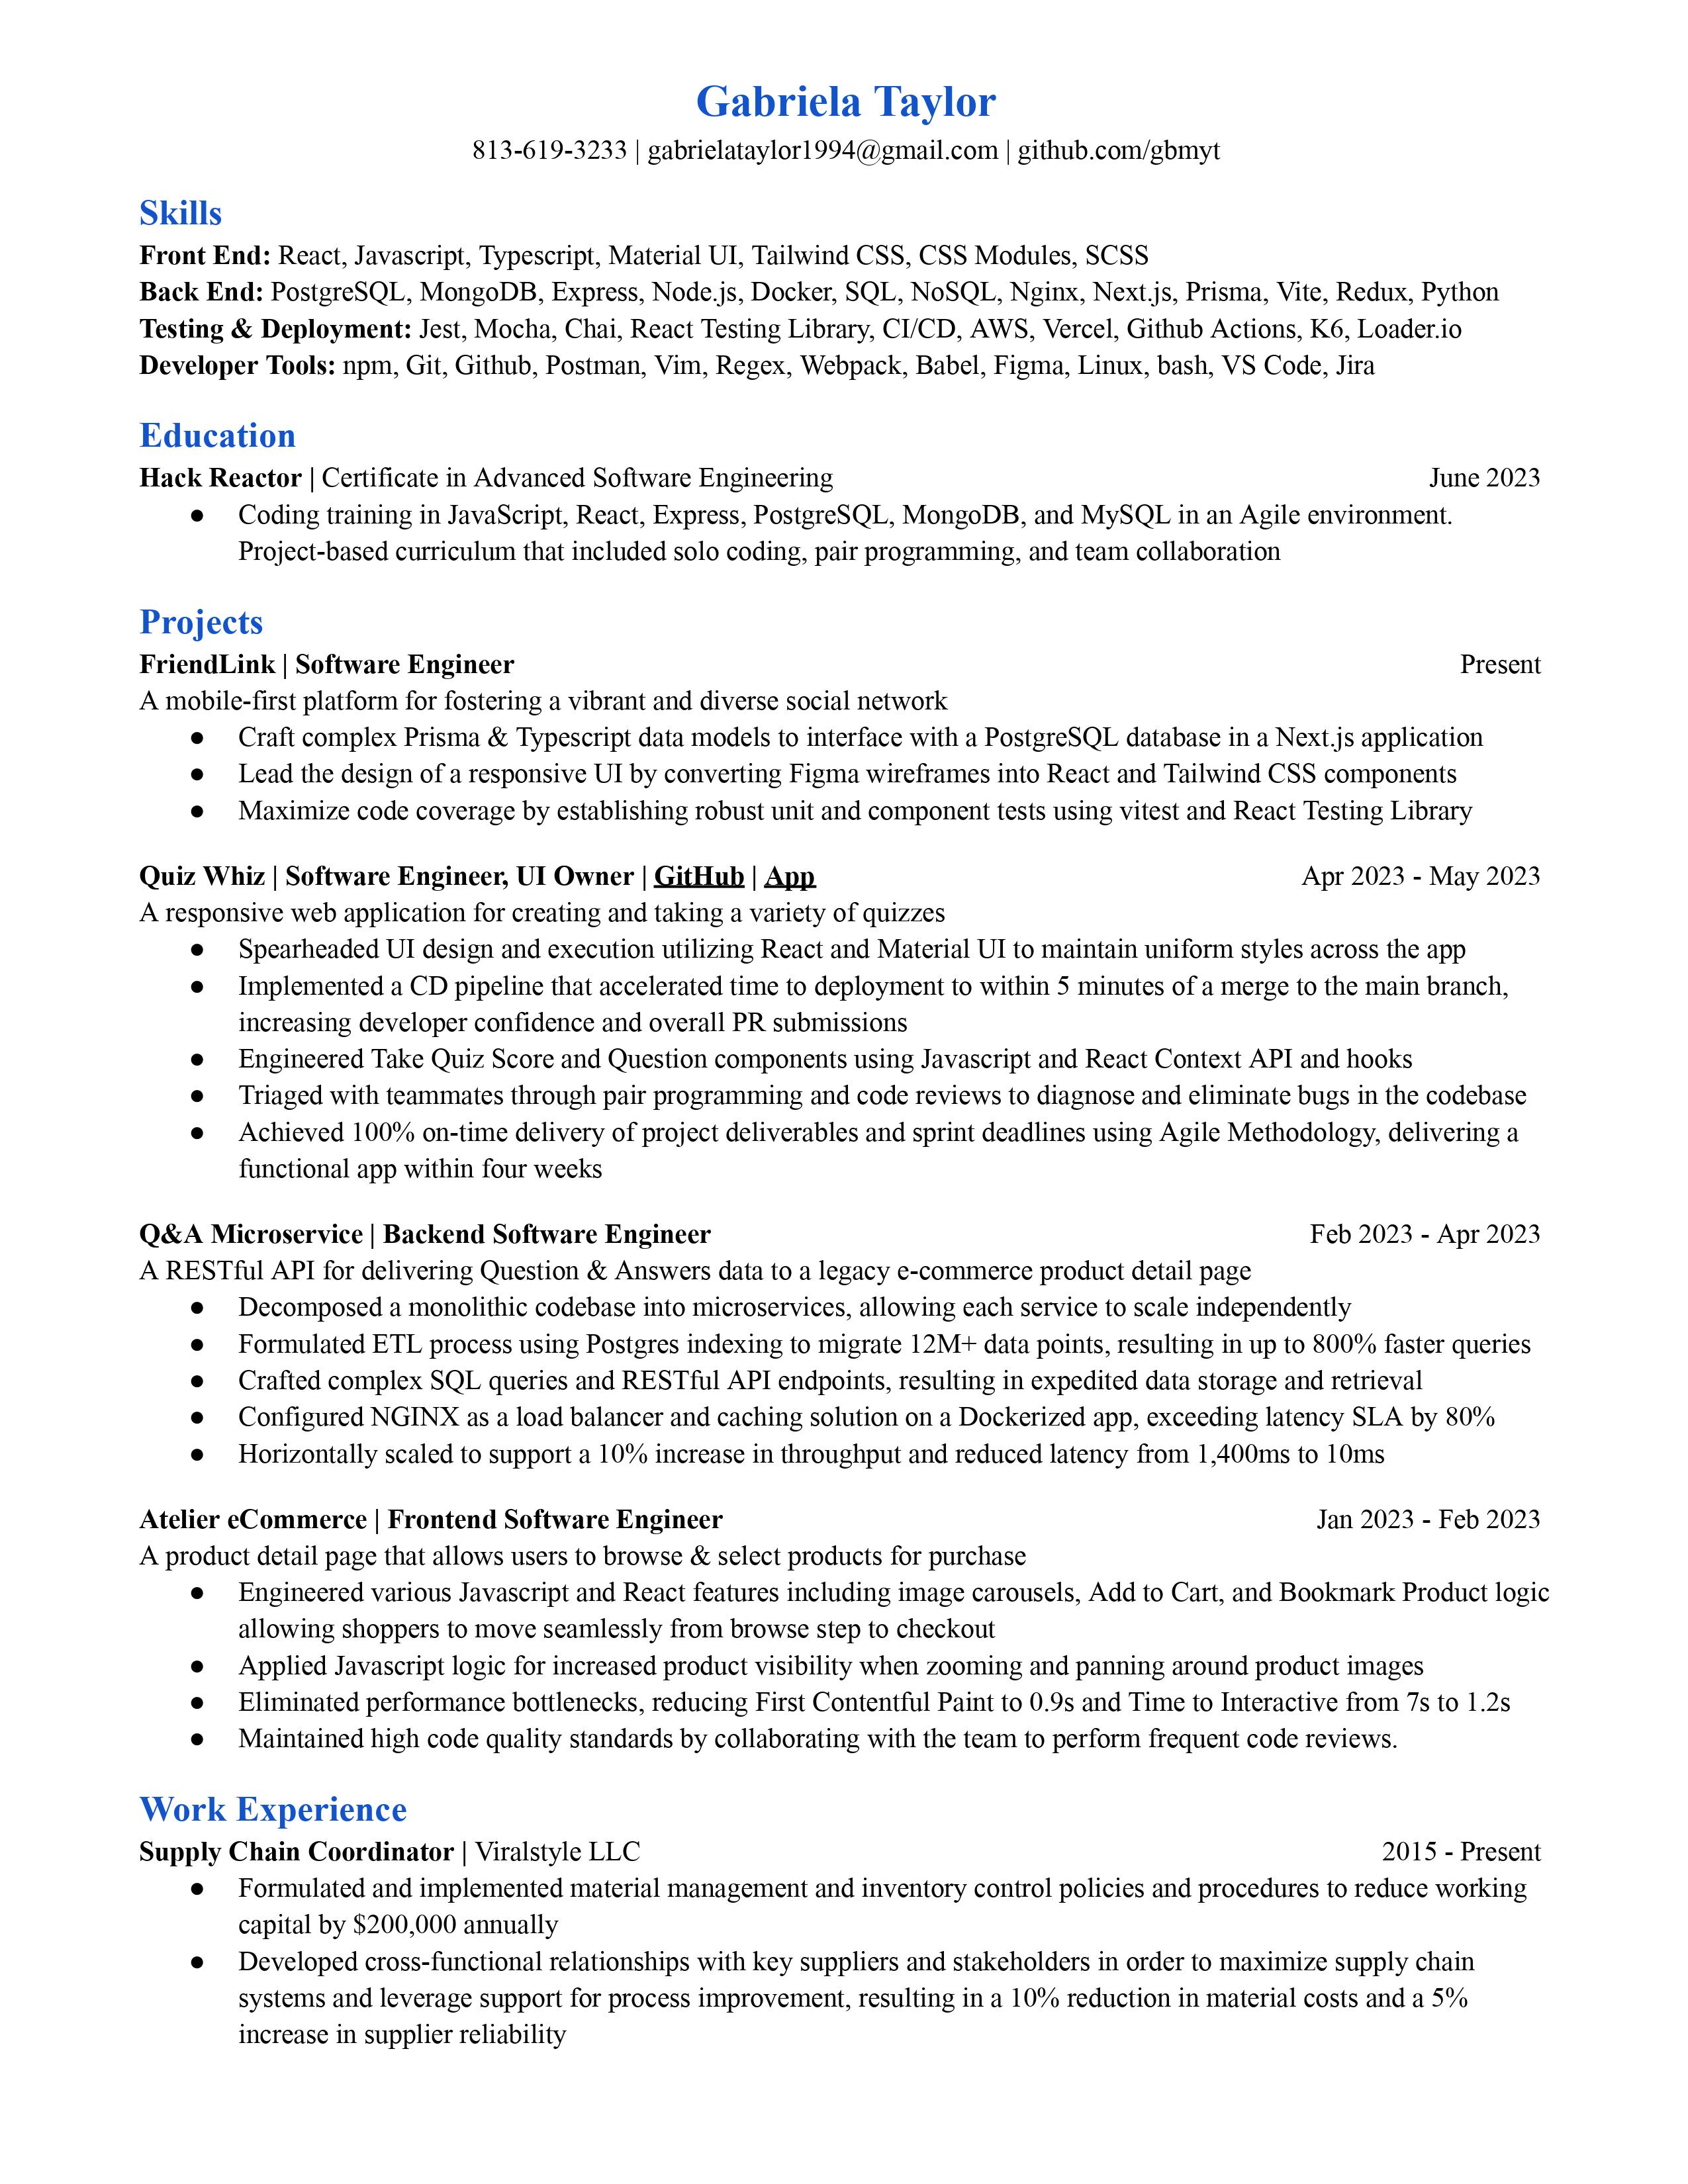 Gabriela Taylor
813-619-3233 | gabrielataylor1994@gmail.com | github.com/gbmyt
Skills
Front End: React, Javascript, Typescript, Material UI, Tailwind CSS, CSS Modules, SCSS
Back End: PostgreSQL, MongoDB, Express, Node.js, Docker, SQL, NoSQL, Nginx, Next.js, Prisma, Vite, Redux, Python
Testing & Deployment: Jest, Mocha, Chai, React Testing Library, CI/CD, AWS, Vercel, Github Actions, K6, Loader.io
Developer Tools: npm, Git, Github, Postman, Vim, Regex, Webpack, Babel, Figma, Linux, bash, VS Code, Jira
Education
Hack Reactor | Certificate in Advanced Software Engineering June 2023
● Coding training in JavaScript, React, Express, PostgreSQL, MongoDB, and MySQL in an Agile environment.
Project-based curriculum that included solo coding, pair programming, and team collaboration
Projects
FriendLink | Software Engineer Present
A mobile-first platform for fostering a vibrant and diverse social network
● Craft complex Prisma & Typescript data models to interface with a PostgreSQL database in a Next.js application
● Lead the design of a responsive UI by converting Figma wireframes into React and Tailwind CSS components
● Maximize code coverage by establishing robust unit and component tests using vitest and React Testing Library
Quiz Whiz | Software Engineer, UI Owner | GitHub | App Apr 2023 - May 2023
A responsive web application for creating and taking a variety of quizzes
● Spearheaded UI design and execution utilizing React and Material UI to maintain uniform styles across the app
● Implemented a CD pipeline that accelerated time to deployment to within 5 minutes of a merge to the main branch,
increasing developer confidence and overall PR submissions
● Engineered Take Quiz Score and Question components using Javascript and React Context API and hooks
● Triaged with teammates through pair programming and code reviews to diagnose and eliminate bugs in the codebase
● Achieved 100% on-time delivery of project deliverables and sprint deadlines using Agile Methodology, delivering a
functional app within four weeks
Q&A Microservice | Backend Software Engineer Feb 2023 - Apr 2023
A RESTful API for delivering Question & Answers data to a legacy e-commerce product detail page
● Decomposed a monolithic codebase into microservices, allowing each service to scale independently
● Formulated ETL process using Postgres indexing to migrate 12M+ data points, resulting in up to 800% faster queries
● Crafted complex SQL queries and RESTful API endpoints, resulting in expedited data storage and retrieval
● Configured NGINX as a load balancer and caching solution on a Dockerized app, exceeding latency SLA by 80%
● Horizontally scaled to support a 10% increase in throughput and reduced latency from 1,400ms to 10ms
Atelier eCommerce | Frontend Software Engineer Jan 2023 - Feb 2023
A product detail page that allows users to browse & select products for purchase
● Engineered various Javascript and React features including image carousels, Add to Cart, and Bookmark Product logic
allowing shoppers to move seamlessly from browse step to checkout
● Applied Javascript logic for increased product visibility when zooming and panning around product images
● Eliminated performance bottlenecks, reducing First Contentful Paint to 0.9s and Time to Interactive from 7s to 1.2s
● Maintained high code quality standards by collaborating with the team to perform frequent code reviews.
Work Experience
Supply Chain Coordinator | Viralstyle LLC 2015 - Present
● Formulated and implemented material management and inventory control policies and procedures to reduce working
capital by $200,000 annually
● Developed cross-functional relationships with key suppliers and stakeholders in order to maximize supply chain
systems and leverage support for process improvement, resulting in a 10% reduction in material costs and a 5%
increase in supplier reliability